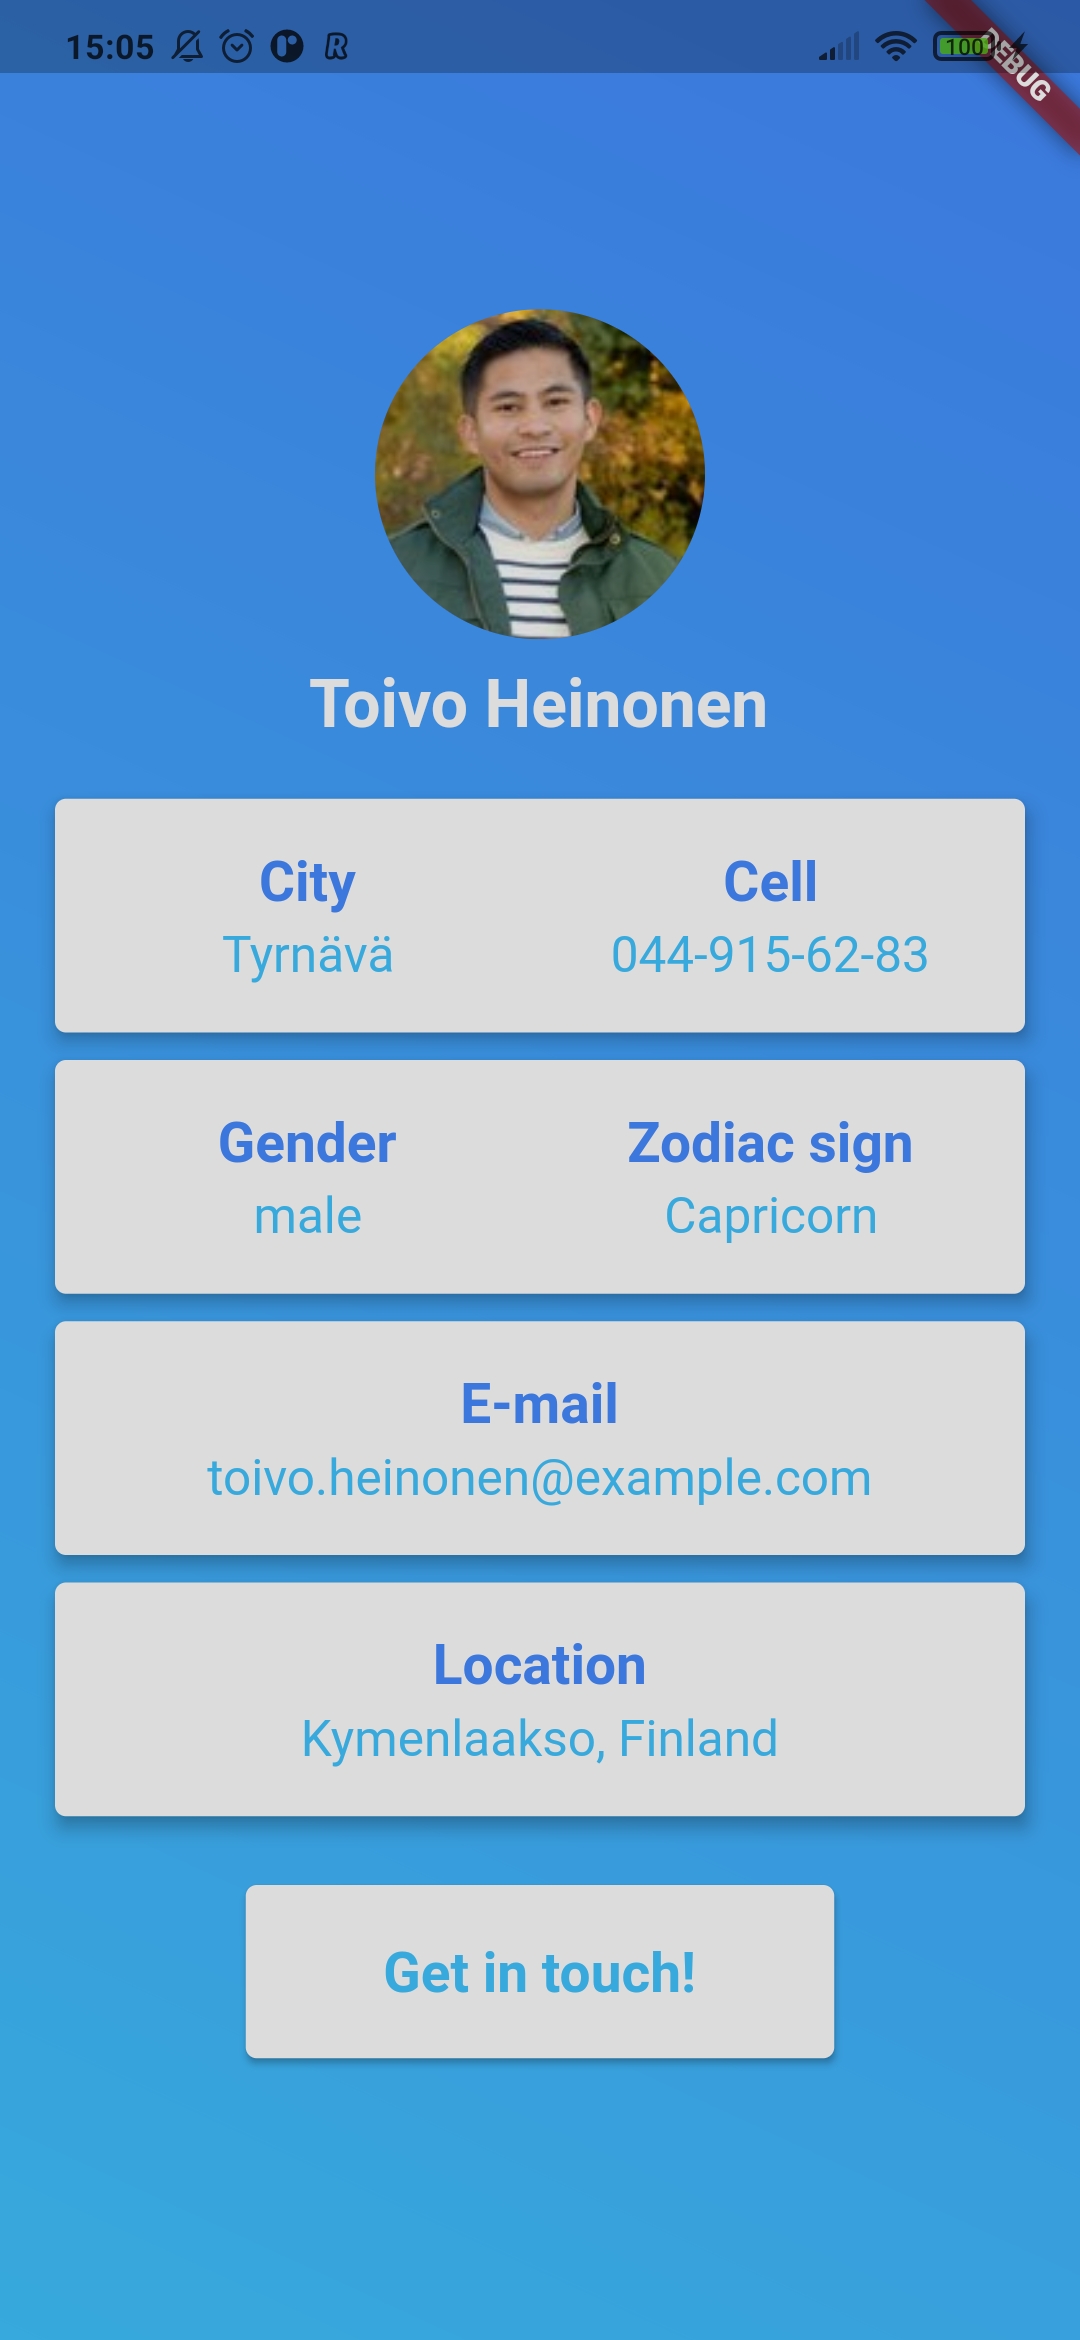 15:05
100
DEBUG
Toivo Heinonen
City
Cell
Tyrnävä
044-915-62-83
Gender
Zodiac sign
male
Capricorn
E-mail
toivo.heinonen@example.com
Location
Kymenlaakso, Finland
Get in touch!